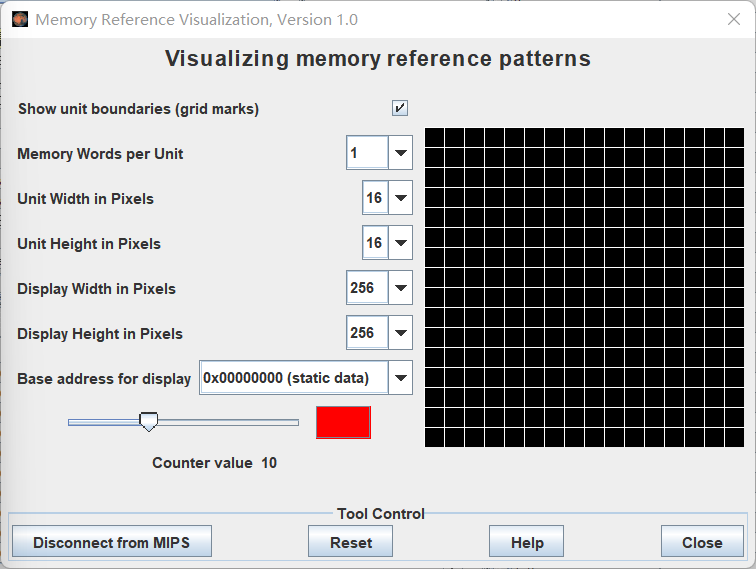 Memory Reference Visualization, Version 1.0
Visualizing memory reference patterns
Show unit boundaries (grid marks)
Memory Words per Unit 1
Unit Width in Pixels 16
Unit Height in Pixels 16
Display Width in Pixels 256
Display Height in Pixels 256
Base address for display 0x00000000 (static data)
Counter value 10
Tool Control
Disconnect from MIPS Reset Help Close